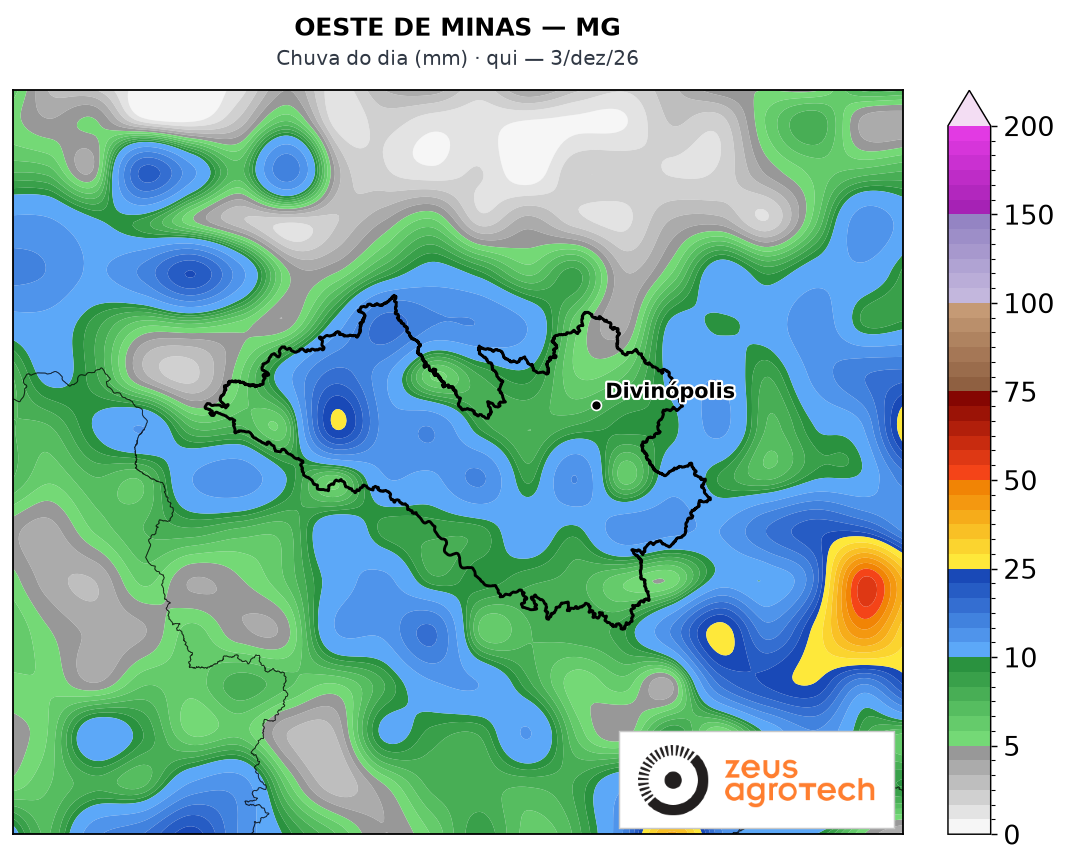 OESTE DE MINAS — MG
Chuva do dia (mm) · qui — 3/dez/26
200
150
100
75
50
25
10
5
0
Divinópolis
zeus
agrotech